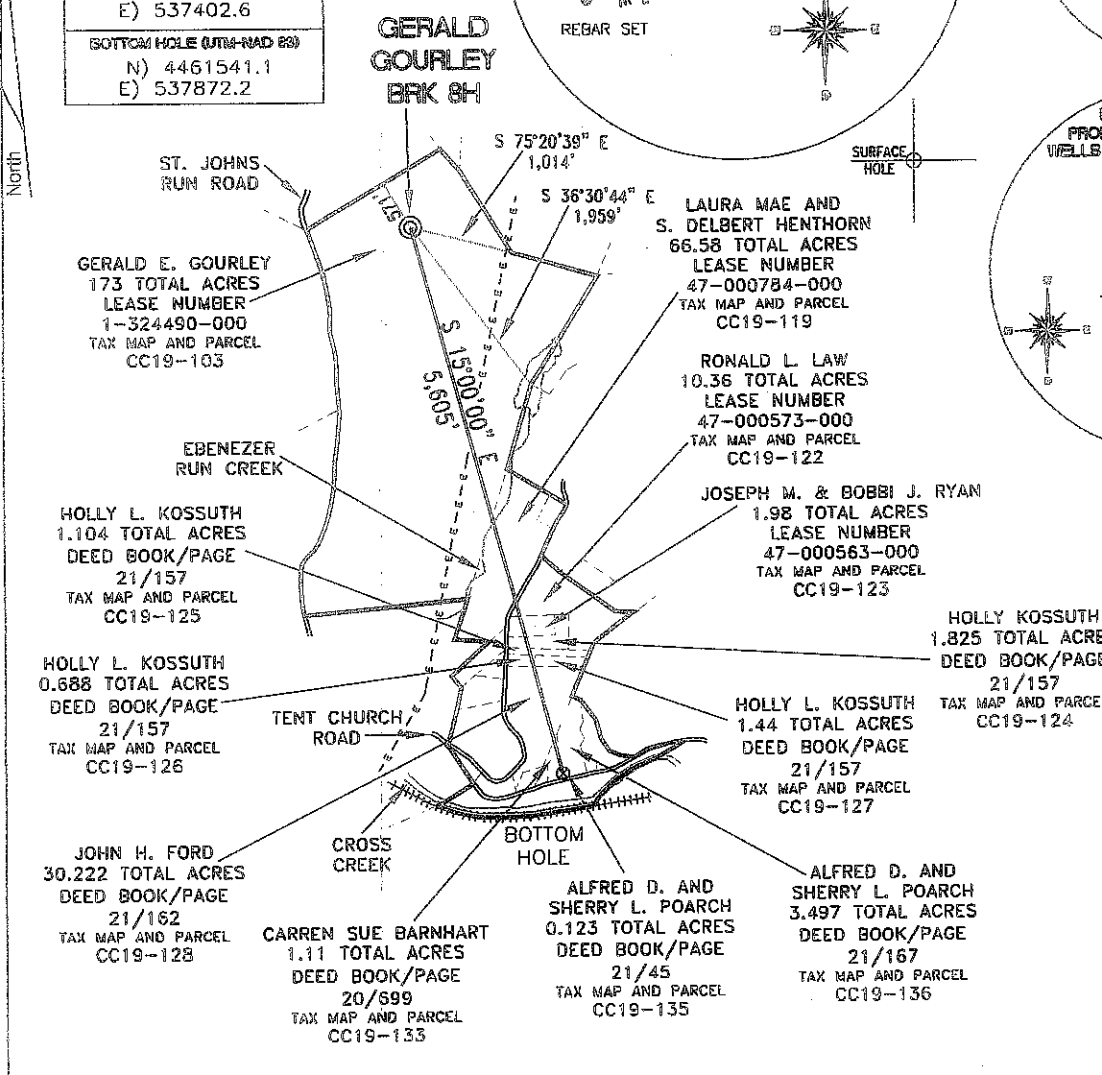 E) 537402.6
BOTTOM HOLE (UTM-NAD 83)
N) 4461541.1
E) 537872.2
North
GERALD
GOURLEY
BRK 8H
REBAR SET
SURFACE
HOLE
ST. JOHNS
RUN ROAD
S 75°20'39" E
1,014'
S 36°30'44" E
1,959'
571'
S 15°00'00" E
5,605'
GERALD E. GOURLEY
173 TOTAL ACRES
LEASE NUMBER
1-324490-000
TAX MAP AND PARCEL
CC19-103
LAURA MAE AND
S. DELBERT HENTHORN
66.58 TOTAL ACRES
LEASE NUMBER
47-000784-000
TAX MAP AND PARCEL
CC19-119
RONALD L. LAW
10.36 TOTAL ACRES
LEASE NUMBER
47-000573-000
TAX MAP AND PARCEL
CC19-122
EBENEZER
RUN CREEK
JOSEPH M. & BOBBI J. RYAN
1.98 TOTAL ACRES
LEASE NUMBER
47-000563-000
TAX MAP AND PARCEL
CC19-123
HOLLY L. KOSSUTH
1.104 TOTAL ACRES
DEED BOOK/PAGE
21/157
TAX MAP AND PARCEL
CC19-125
HOLLY KOSSUTH
1.825 TOTAL ACRE
DEED BOOK/PAGE
21/157
TAX MAP AND PARCE
CC19-124
HOLLY L. KOSSUTH
0.688 TOTAL ACRES
DEED BOOK/PAGE
21/157
TAX MAP AND PARCEL
CC19-126
TENT CHURCH
ROAD
HOLLY L. KOSSUTH
1.44 TOTAL ACRES
DEED BOOK/PAGE
21/157
TAX MAP AND PARCEL
CC19-127
CROSS
CREEK
BOTTOM
HOLE
JOHN H. FORD
30.222 TOTAL ACRES
DEED BOOK/PAGE
21/162
TAX MAP AND PARCEL
CC19-128
CARREN SUE BARNHART
1.11 TOTAL ACRES
DEED BOOK/PAGE
20/699
TAX MAP AND PARCEL
CC19-133
ALFRED D. AND
SHERRY L. POARCH
0.123 TOTAL ACRES
DEED BOOK/PAGE
21/45
TAX MAP AND PARCEL
CC19-135
ALFRED D. AND
SHERRY L. POARCH
3.497 TOTAL ACRES
DEED BOOK/PAGE
21/167
TAX MAP AND PARCEL
CC19-136